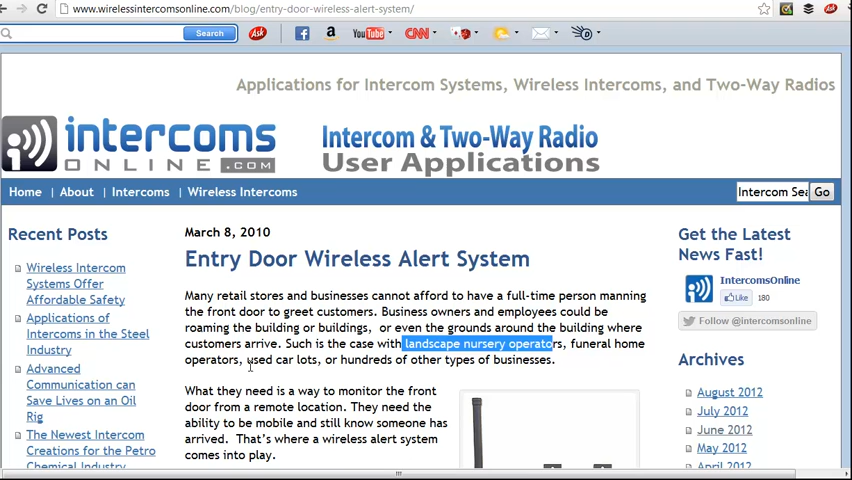 www.wirelessintercomsonline.com/blog/entry-door-wireless-alert-system/
Search
Ask
f
a
YouTube
CNN
Ask
Applications for Intercom Systems, Wireless Intercoms, and Two-Way Radios
intercoms
ONLINE.COM
Intercom & Two-Way Radio
User Applications
Home | About | Intercoms | Wireless Intercoms
Intercom Sea
Go
Recent Posts
Wireless Intercom
Systems Offer
Affordable Safety
Applications of
Intercoms in the Steel
Industry
Advanced
Communication can
Save Lives on an Oil
Rig
The Newest Intercom
Creations for the Petro
Chemical Industry
March 8, 2010
Entry Door Wireless Alert System
Many retail stores and businesses cannot afford to have a full-time person manning
the front door to greet customers. Business owners and employees could be
roaming the building or buildings, or even the grounds around the building where
customers arrive. Such is the case with landscape nursery operators, funeral home
operators, used car lots, or hundreds of other types of businesses.
What they need is a way to monitor the front
door from a remote location. They need the
ability to be mobile and still know someone has
arrived. That's where a wireless alert system
comes into play.
Get the Latest
News Fast!
IntercomsOnline
Like 180
Follow @intercomsonline
Archives
August 2012
July 2012
June 2012
May 2012
April 2012